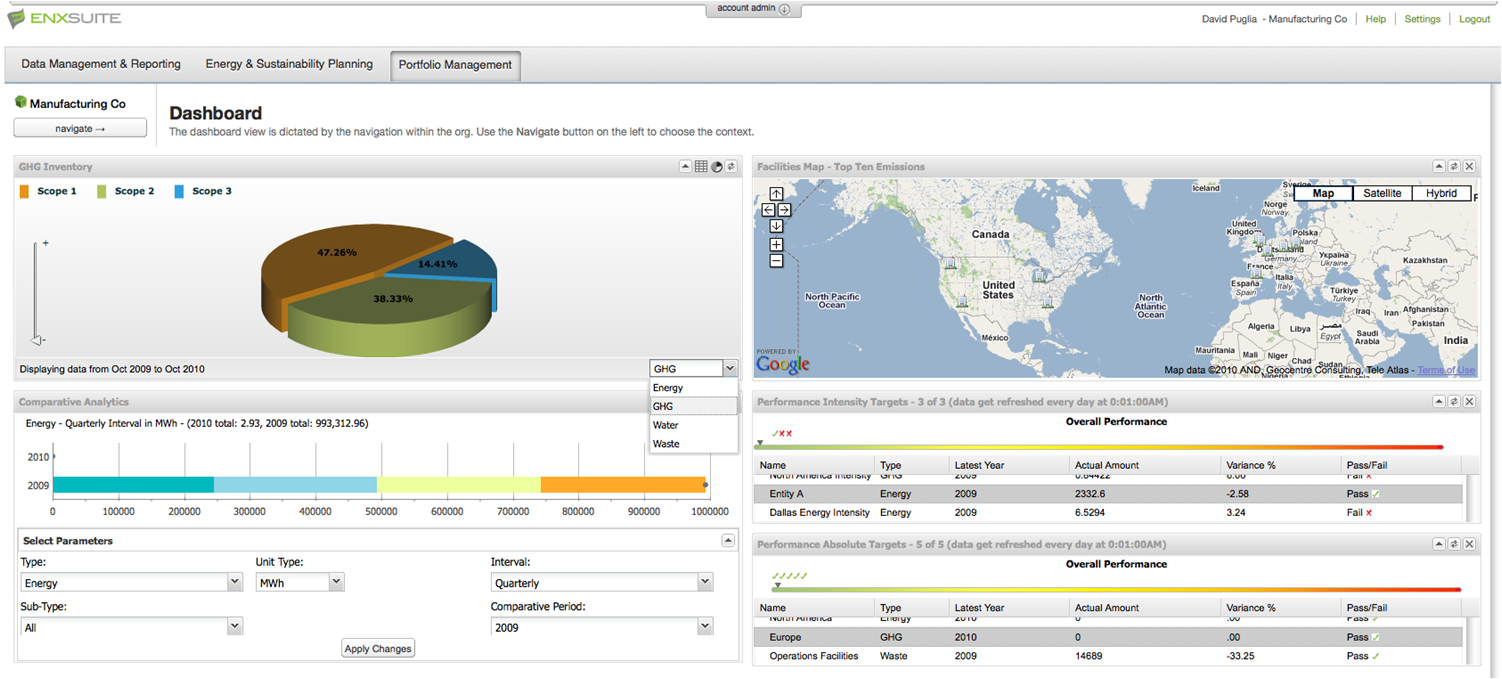 account admin
ENXSUITE
David Puglia - Manufacturing Co Help Settings Logout
Data Management & Reporting Energy & Sustainability Planning Portfolio Management
Manufacturing Co
navigate →
Dashboard
The dashboard view is dictated by the navigation within the org. Use the Navigate button on the left to choose the context.
GHG Inventory
Scope 1 Scope 2 Scope 3
47.26%
14.41%
38.33%
+
-
Displaying data from Oct 2009 to Oct 2010
GHG
Energy
GHG
Water
Waste
Comparative Analytics
Energy - Quarterly Interval in MWh - (2010 total: 2.93, 2009 total: 993,312.96)
2010
2009
0 100000 200000 300000 400000 500000 600000 700000 800000 900000 1000000
Select Parameters
Type: Unit Type: Interval:
Energy MWh Quarterly
Sub-Type: Comparative Period:
All 2009
Apply Changes
Facilities Map - Top Ten Emissions
Map Satellite Hybrid
Iceland
Norge
Norway
United
Kingdom
Polska
Germany
France
Україна
Ukraine
Kazakhstan
Italia
Italy
España
Spain
Türkiye
Turkey
Canada
United
States
México
North Pacific
Ocean
North
Atlantic
Ocean
Iraq
Iran
Afghanistan
Pakistan
Algeria
Libya
مصر
Egypt
Saudi
Arabia
India
Mauritania
Mali
Niger
Chad
Sudan
POWERED BY
Google
Map data ©2010 AND, Geocentre Consulting, Tele Atlas - Terms of Use
Performance Intensity Targets - 3 of 3 (data get refreshed every day at 0:01:00AM)
Overall Performance
Name Type Latest Year Actual Amount Variance % Pass/Fail
North America Intensity GHG 2009 0.84422 6.00 Fail
Entity A Energy 2009 2332.6 -2.58 Pass
Dallas Energy Intensity Energy 2009 6.5294 3.24 Fail
Performance Absolute Targets - 5 of 5 (data get refreshed every day at 0:01:00AM)
Overall Performance
Name Type Latest Year Actual Amount Variance % Pass/Fail
North America Energy 2010 0 .00 Pass
Europe GHG 2010 0 .00 Pass
Operations Facilities Waste 2009 14689 -33.25 Pass